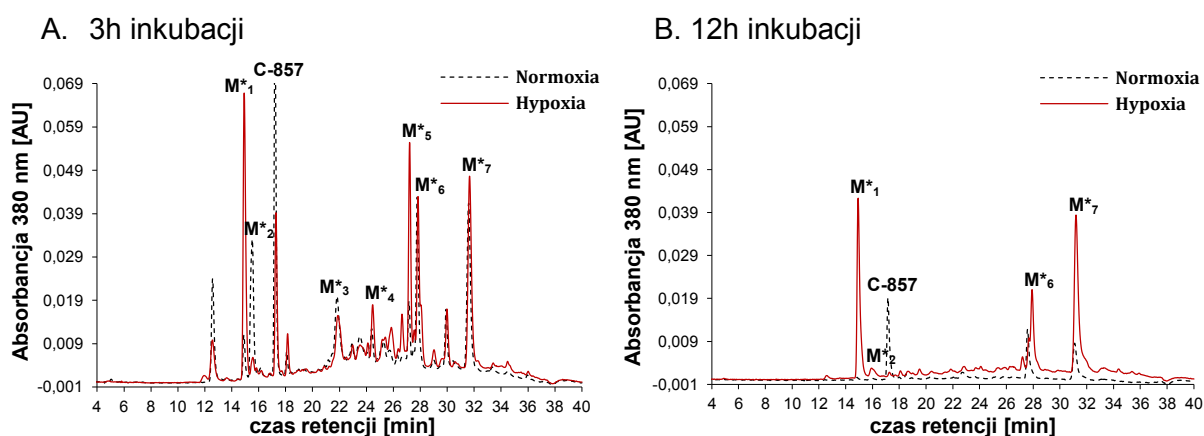 A. 3h inkubacji
Absorbancja 380 nm [AU]
0,069
0,059
0,049
0,039
0,029
0,019
0,009
-0,001
C-857
M*1
M*2
M*3
M*4
M*5
M*6
M*7
Normoxia
Hypoxia
4 6 8 10 12 14 16 18 20 22 24 26 28 30 32 34 36 38 40
czas retencji [min]
B. 12h inkubacji
Absorbancja 380 nm [AU]
0,069
0,059
0,049
0,039
0,029
0,019
0,009
-0,001
Normoxia
Hypoxia
M*1
C-857
M*2
M*6
M*7
4 6 8 10 12 14 16 18 20 22 24 26 28 30 32 34 36 38 40
czas retencji [min]